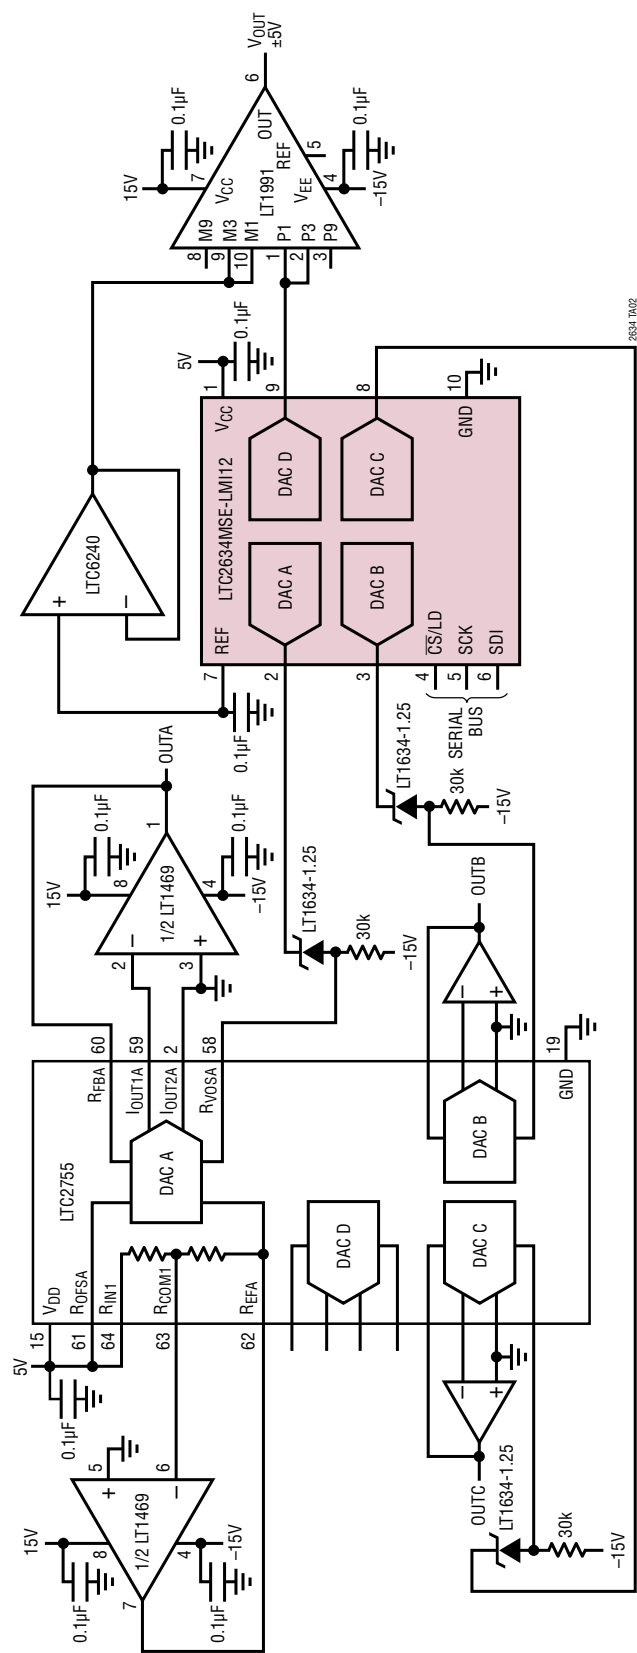 5V
0.1µF
15V
0.1µF
8
5
+
1/2 LT1469
7
6
–
4
–15V
0.1µF
15
VDD
61
ROFSA
64
RIN1
63
RCOM1
62
REFA
LTC2755
DAC A
RFBA
60
IOUT1A
59
IOUT2A
2
RVOSA
58
15V
0.1µF
8
2
–
1/2 LT1469
3
+
1
OUTA
4
–15V
0.1µF
LT1634-1.25
30k
–15V
DAC D
DAC C
–
+
OUTC
LT1634-1.25
30k
–15V
DAC B
–
+
OUTB
GND
19
LT1634-1.25
30k
–15V
+
–
LTC6240
0.1µF
7
REF
LTC2634MSE-LMI12
1
VCC
5V
0.1µF
2
DAC A
DAC D
9
3
DAC B
DAC C
8
4
CS/LD
5
SCK
6
SDI
SERIAL
BUS
GND
10
15V
0.1µF
7
VCC
8
M9
9
M3
10
M1
1
P1
2
P3
3
P9
LT1991
OUT
REF
5
VEE
4
–15V
0.1µF
6
VOUT
±5V
2634 TA02